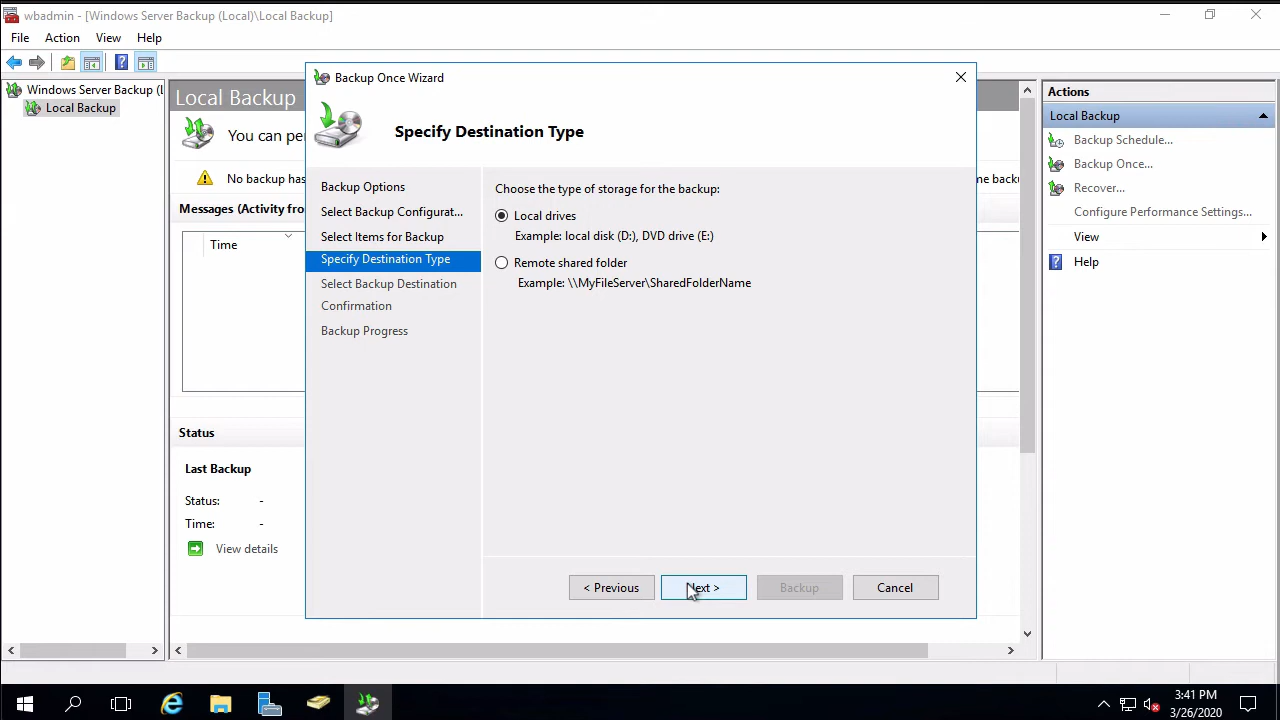 wbadmin - [Windows Server Backup (Local)\Local Backup]
File Action View Help
Windows Server Backup (L
Local Backup
Local Backup
You can per
No backup has
me backu
Messages (Activity fro
Time
Status
Last Backup
Status: -
Time: -
View details
Backup Once Wizard
Specify Destination Type
Backup Options
Select Backup Configurat...
Select Items for Backup
Specify Destination Type
Select Backup Destination
Confirmation
Backup Progress
Choose the type of storage for the backup:
Local drives
Example: local disk (D:), DVD drive (E:)
Remote shared folder
Example: \\MyFileServer\SharedFolderName
< Previous
Next >
Backup
Cancel
Actions
Local Backup
Backup Schedule...
Backup Once...
Recover...
Configure Performance Settings...
View
Help
3:41 PM
3/26/2020